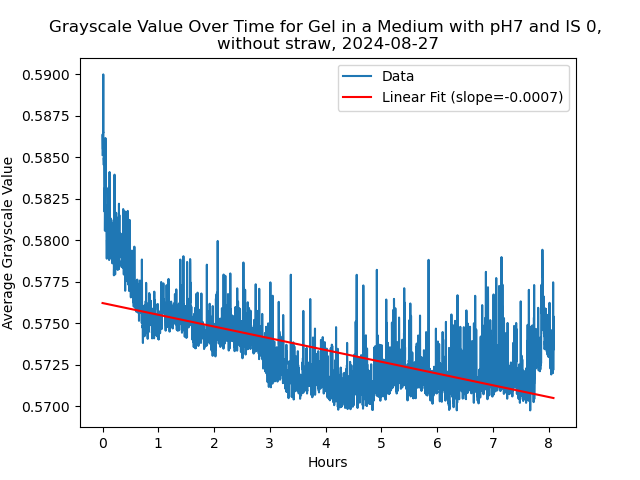 Grayscale Value Over Time for Gel in a Medium with pH7 and IS 0,
without straw, 2024-08-27
Data
Linear Fit (slope=-0.0007)
Average Grayscale Value
0.5900
0.5875
0.5850
0.5825
0.5800
0.5775
0.5750
0.5725
0.5700
0 1 2 3 4 5 6 7 8
Hours